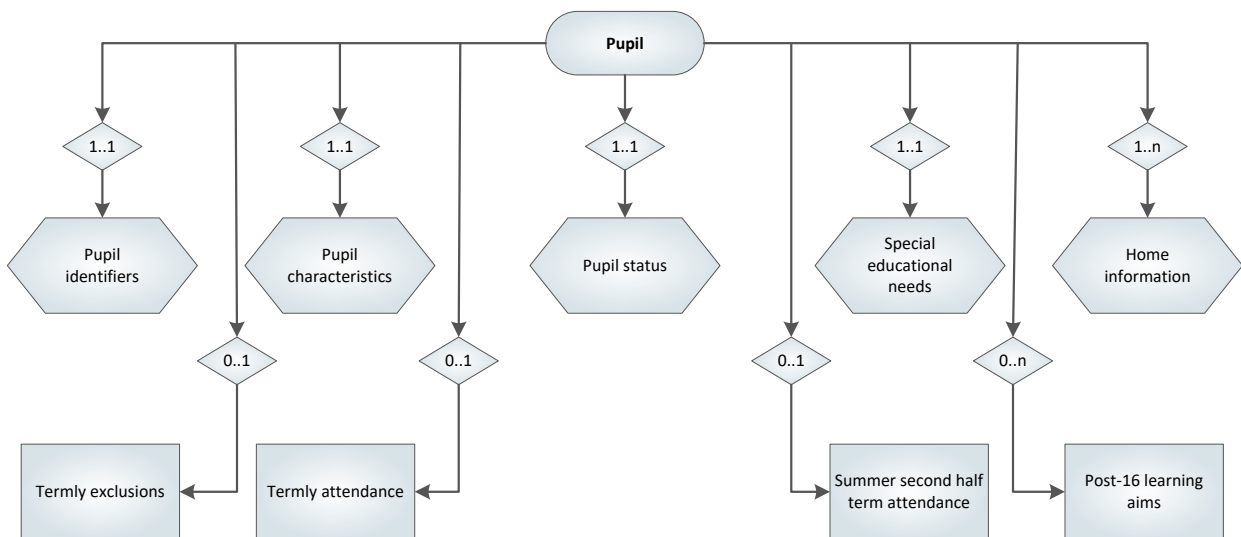 Pupil
1..1
1..1
1..1
1..1
1..n
Pupil
identifiers
Pupil
characteristics
Pupil status
Special
educational
needs
Home
information
0..1
0..1
0..1
0..n
Termly exclusions
Termly attendance
Summer second half
term attendance
Post-16 learning
aims